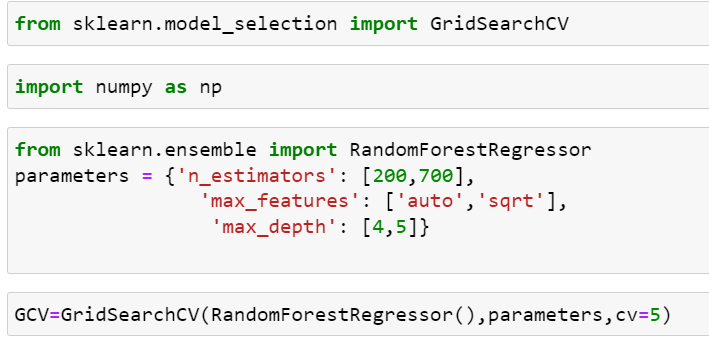 from sklearn.model_selection import GridSearchCV
import numpy as np
from sklearn.ensemble import RandomForestRegressor
parameters = {'n_estimators': [200,700],
'max_features': ['auto','sqrt'],
'max_depth': [4,5]}
GCV=GridSearchCV(RandomForestRegressor(),parameters,cv=5)